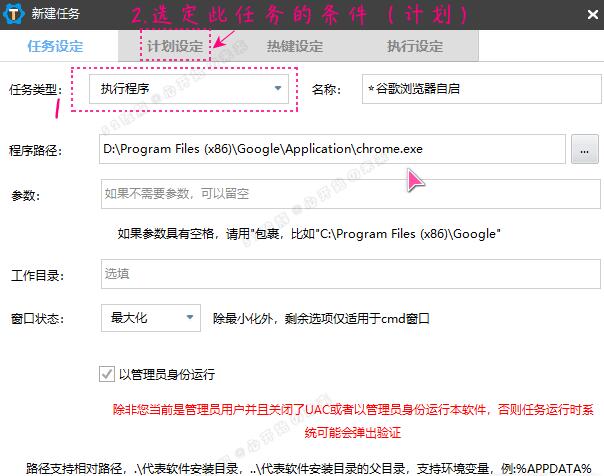 新建任务
2.选定此任务的条件（计划）
任务设定 计划设定 热键设定 执行设定
任务类型： 执行程序 名称： *谷歌浏览器自启
1
程序路径： D:\Program Files (x86)\Google\Application\chrome.exe ...
参数： 如果不需要参数，可以留空
如果参数具有空格，请用"包裹，比如"C:\Program Files (x86)\Google"
工作目录： 选填
窗口状态： 最大化 除最小化外，剩余选项仅适用于cmd窗口
以管理员身份运行
除非您当前是管理员用户并且关闭了UAC或者以管理员身份运行本软件，否则任务运行时系
统可能会弹出验证
路径支持相对路径，.\代表软件安装目录，..\代表软件安装目录的父目录，支持环境变量，例:%APPDATA%